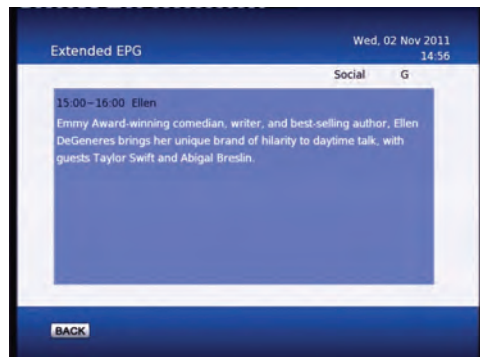 Extended EPG
Wed, 02 Nov 2011
14:56
Social G
15:00–16:00 Ellen
Emmy Award-winning comedian, writer, and best-selling author, Ellen
DeGeneres brings her unique brand of hilarity to daytime talk, with
guests Taylor Swift and Abigal Breslin.
BACK